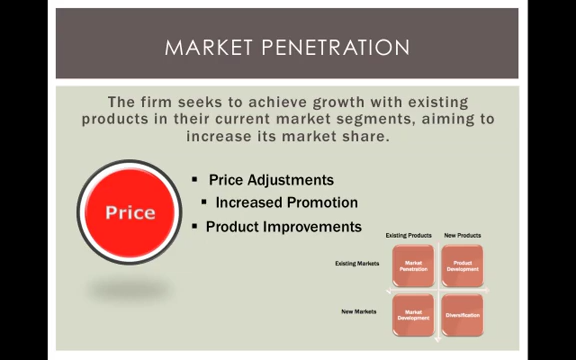 MARKET PENETRATION
The firm seeks to achieve growth with existing
products in their current market segments, aiming to
increase its market share.
Price
▪ Price Adjustments
▪ Increased Promotion
▪ Product Improvements
Existing Products New Products
Existing Markets
Market
Penetration
Product
Development
New Markets
Market
Development
Diversification